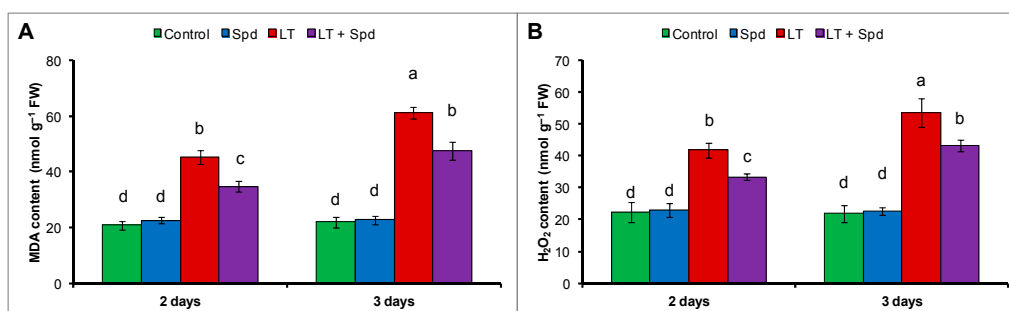 A
Control Spd LT LT + Spd
MDA content (nmol g⁻¹ FW)
80
60
40
20
0
d d b c
d d a b
2 days 3 days
B
Control Spd LT LT + Spd
H₂O₂ content (nmol g⁻¹ FW)
70
60
50
40
30
20
10
0
d d b c
d d a b
2 days 3 days